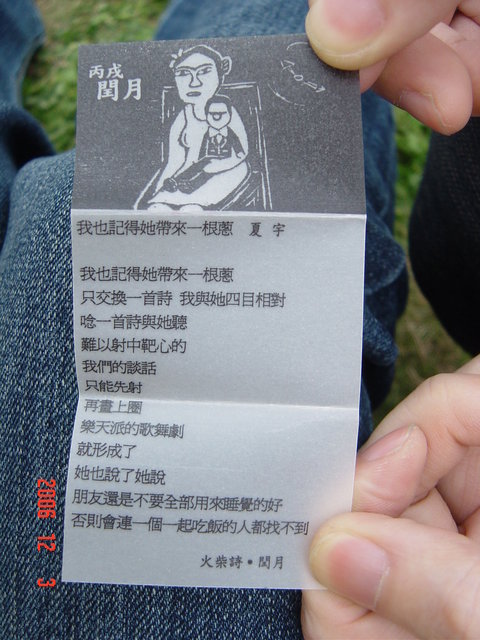 丙戌
閏月
我也記得她帶來一根蔥 夏宇
我也記得她帶來一根蔥
只交換一首詩 我與她四目相對
唸一首詩與她聽
難以射中靶心的
我們的談話
只能先射
再畫上圈
樂天派的歌舞劇
就形成了
她也說了她說
朋友還是不要全部用來睡覺的好
否則會連一個一起吃飯的人都找不到
火柴詩•閏月
2006 12 3